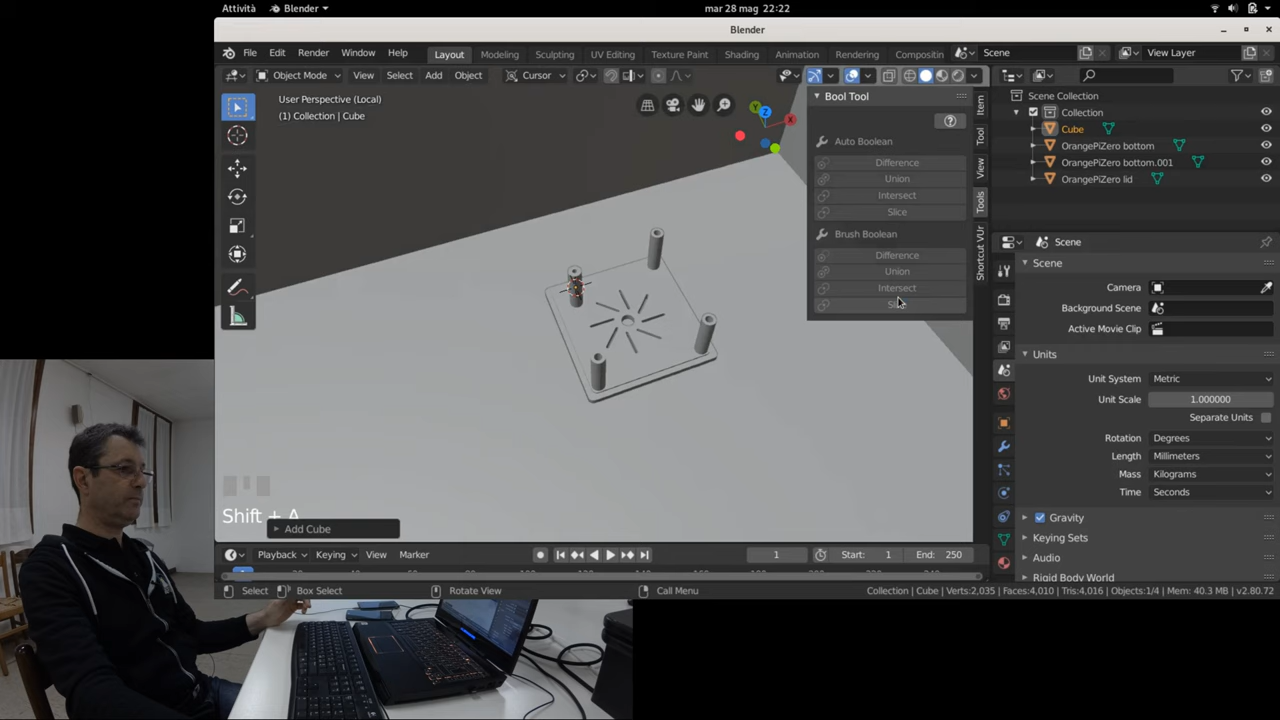 Attività
Blender
mar 28 mag 22:22
Blender
File Edit Render Window Help
Layout Modeling Sculpting UV Editing Texture Paint Shading Animation Rendering Compositin
Scene
View Layer
Object Mode View Select Add Object
Cursor
User Perspective (Local)
(1) Collection | Cube
Z
Y
X
Bool Tool
Auto Boolean
Difference
Union
Intersect
Slice
Brush Boolean
Difference
Union
Intersect
Item
Tool
View
Tools
Shortcut VUr
Scene Collection
Collection
Cube
OrangePiZero bottom
OrangePiZero bottom.001
OrangePiZero lid
Scene
Scene
Camera
Background Scene
Active Movie Clip
Units
Unit System Metric
Unit Scale 1.000000
Separate Units
Rotation Degrees
Length Millimeters
Mass Kilograms
Time Seconds
Gravity
Keying Sets
Audio
Rigid Body World
Shift + A
Add Cube
Playback Keying View Marker
1
Start: 1
End: 250
Select Box Select Rotate View Call Menu
Collection | Cube | Verts:2,035 | Faces:4,010 | Tris:4,016 | Objects:1/4 | Mem: 40.3 MB | v2.80.72